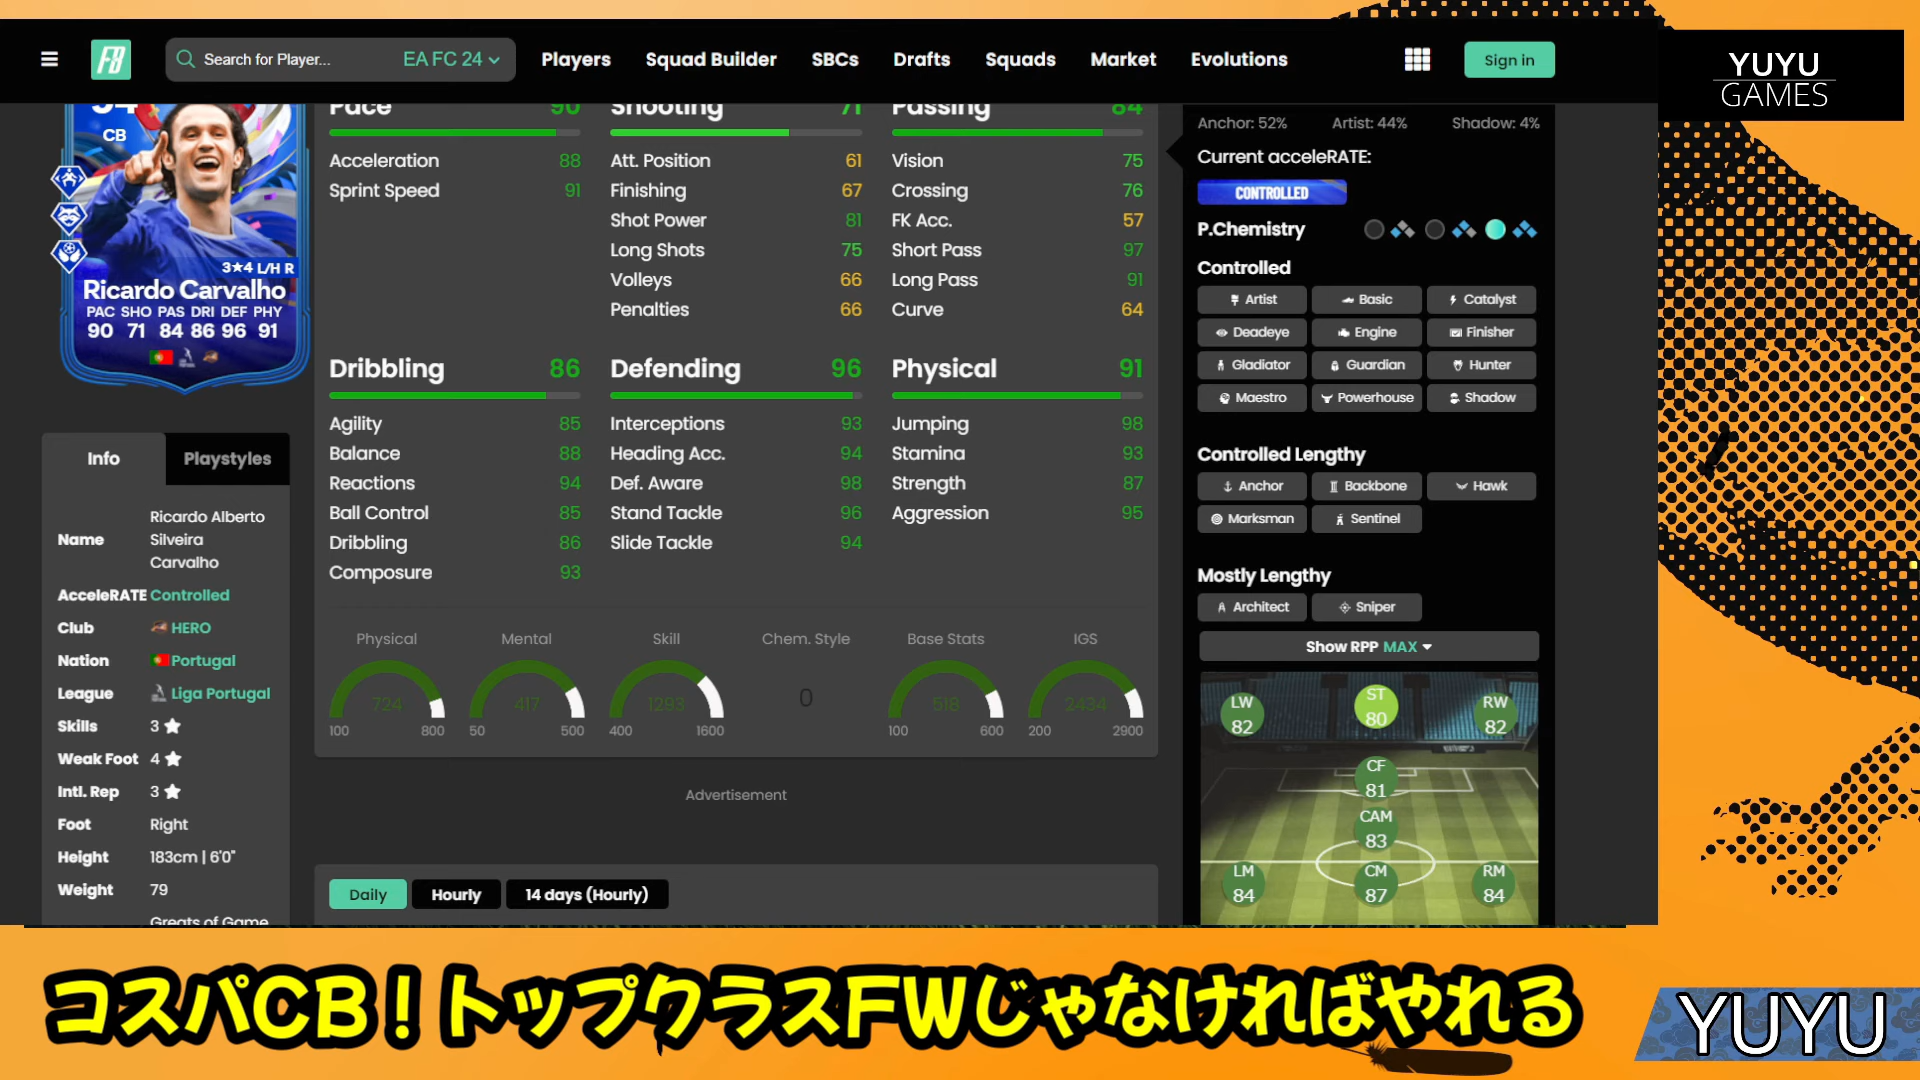 Search for Player...
EA FC 24
Players
Squad Builder
SBCs
Drafts
Squads
Market
Evolutions
Sign in
YUYU
GAMES
94
CB
3★4 L/H R
Ricardo Carvalho
PAC SHO PAS DRI DEF PHY
90 71 84 86 96 91
Info
Playstyles
Name
Ricardo Alberto
Silveira
Carvalho
AcceleRATE Controlled
Club HERO
Nation Portugal
League Liga Portugal
Skills 3 ★
Weak Foot 4 ★
Intl. Rep 3 ★
Foot Right
Height 183cm | 6'0"
Weight 79
Greats of Game
Pace 90
Acceleration 88
Sprint Speed 91
Shooting 71
Att. Position 61
Finishing 67
Shot Power 81
Long Shots 75
Volleys 66
Penalties 66
Passing 84
Vision 75
Crossing 76
FK Acc. 57
Short Pass 97
Long Pass 91
Curve 64
Dribbling 86
Agility 85
Balance 88
Reactions 94
Ball Control 85
Dribbling 86
Composure 93
Defending 96
Interceptions 93
Heading Acc. 94
Def. Aware 98
Stand Tackle 96
Slide Tackle 94
Physical 91
Jumping 98
Stamina 93
Strength 87
Aggression 95
Physical
724
100 800
Mental
417
50 500
Skill
1293
400 1600
Chem. Style
0
Base Stats
518
100 600
IGS
2434
200 2900
Advertisement
Daily
Hourly
14 days (Hourly)
Anchor: 52% Artist: 44% Shadow: 4%
Current acceleRATE:
CONTROLLED
P.Chemistry
Controlled
Artist Basic Catalyst
Deadeye Engine Finisher
Gladiator Guardian Hunter
Maestro Powerhouse Shadow
Controlled Lengthy
Anchor Backbone Hawk
Marksman Sentinel
Mostly Lengthy
Architect Sniper
Show RPP MAX
LW
82
ST
80
RW
82
CF
81
CAM
83
LM
84
CM
87
RM
84
コスパCB！トップクラスFWじゃなければやれる
YUYU